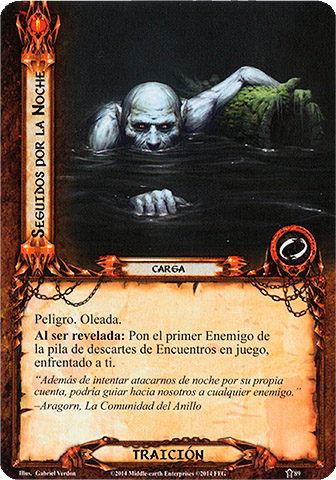 SEGUIDOS POR LA NOCHE
CARGA
Peligro. Oleada.
Al ser revelada: Pon el primer Enemigo de
la pila de descartes de Encuentros en juego,
enfrentado a ti.
“Además de intentar atacarnos de noche por su propia
cuenta, podría guiar hacia nosotros a cualquier enemigo.”
–Aragorn, La Comunidad del Anillo
TRAICIÓN
Illus. Gabriel Verdon
©2014 Middle-earth Enterprises ©2014 FFG
89